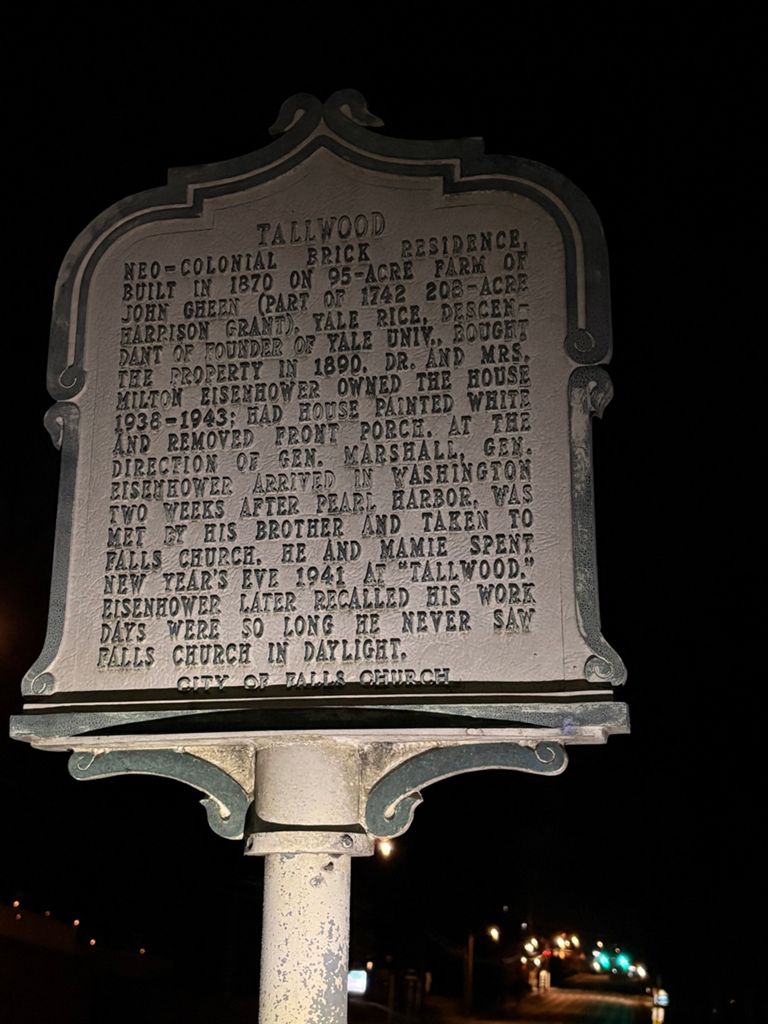 TALLWOOD
NEO-COLONIAL BRICK RESIDENCE,
BUILT IN 1870 ON 95-ACRE FARM OF
JOHN GHEEN (PART OF 1742 208-ACRE
HARRISON GRANT). YALE RICE, DESCEN-
DANT OF FOUNDER OF YALE UNIV., BOUGHT
THE PROPERTY IN 1890. DR. AND MRS.
MILTON EISENHOWER OWNED THE HOUSE
1938-1943; HAD HOUSE PAINTED WHITE
AND REMOVED FRONT PORCH. AT THE
DIRECTION OF GEN. MARSHALL, GEN.
EISENHOWER ARRIVED IN WASHINGTON
TWO WEEKS AFTER PEARL HARBOR, WAS
MET BY HIS BROTHER AND TAKEN TO
FALLS CHURCH. HE AND MAMIE SPENT
NEW YEAR'S EVE 1941 AT "TALLWOOD."
EISENHOWER LATER RECALLED HIS WORK
DAYS WERE SO LONG HE NEVER SAW
FALLS CHURCH IN DAYLIGHT.
CITY OF FALLS CHURCH